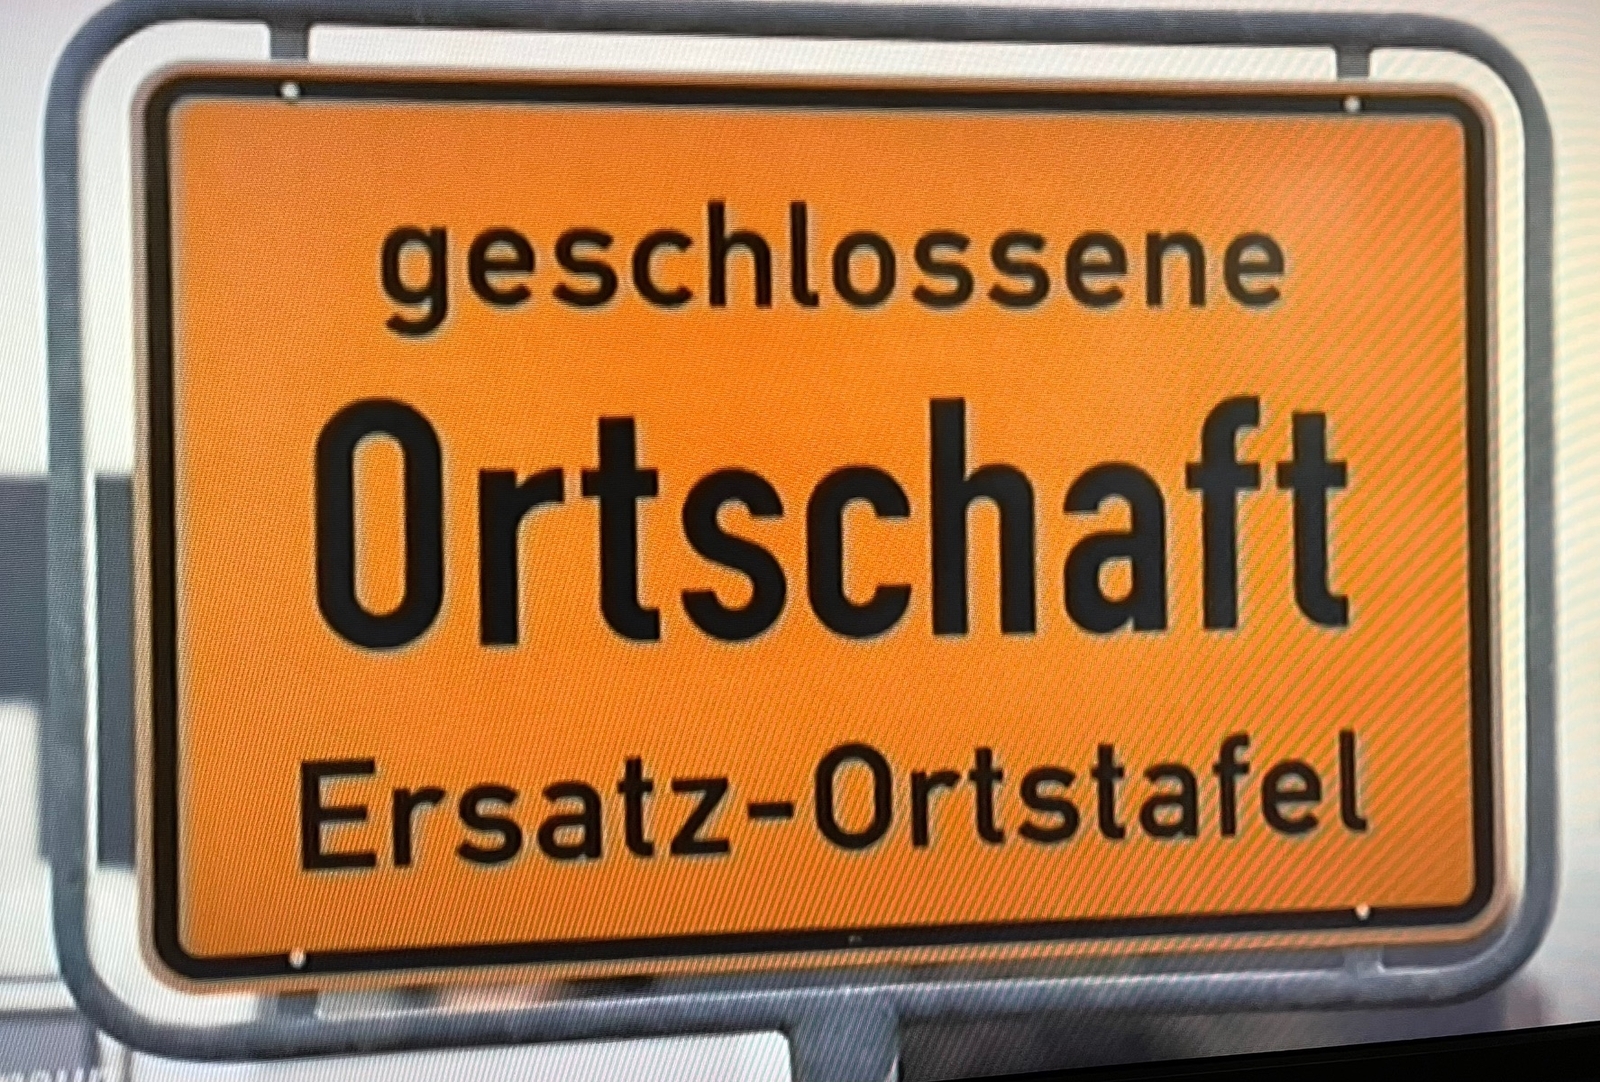 geschlossene
Ortschaft
Ersatz-Ortstafel